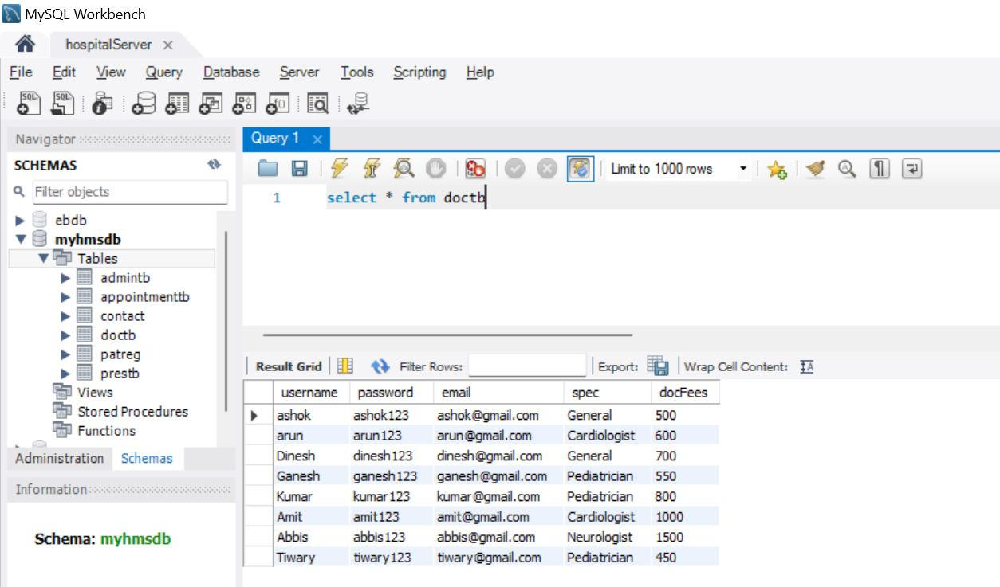 MySQL Workbench
hospitalServer
File Edit View Query Database Server Tools Scripting Help
SQL SQL
Navigator
SCHEMAS
Filter objects
ebdb
myhmsdb
Tables
admintb
appointmenttb
contact
doctb
patreg
prestb
Views
Stored Procedures
Functions
Administration Schemas
Information
Schema: myhmsdb
Query 1
Limit to 1000 rows
1 select * from doctb
Result Grid Filter Rows: Export: Wrap Cell Content: IA
username password email spec docFees
ashok ashok123 ashok@gmail.com General 500
arun arun123 arun@gmail.com Cardiologist 600
Dinesh dinesh123 dinesh@gmail.com General 700
Ganesh ganesh123 ganesh@gmail.com Pediatrician 550
Kumar kumar123 kumar@gmail.com Pediatrician 800
Amit amit123 amit@gmail.com Cardiologist 1000
Abbis abbis123 abbis@gmail.com Neurologist 1500
Tiwary tiwary123 tiwary@gmail.com Pediatrician 450